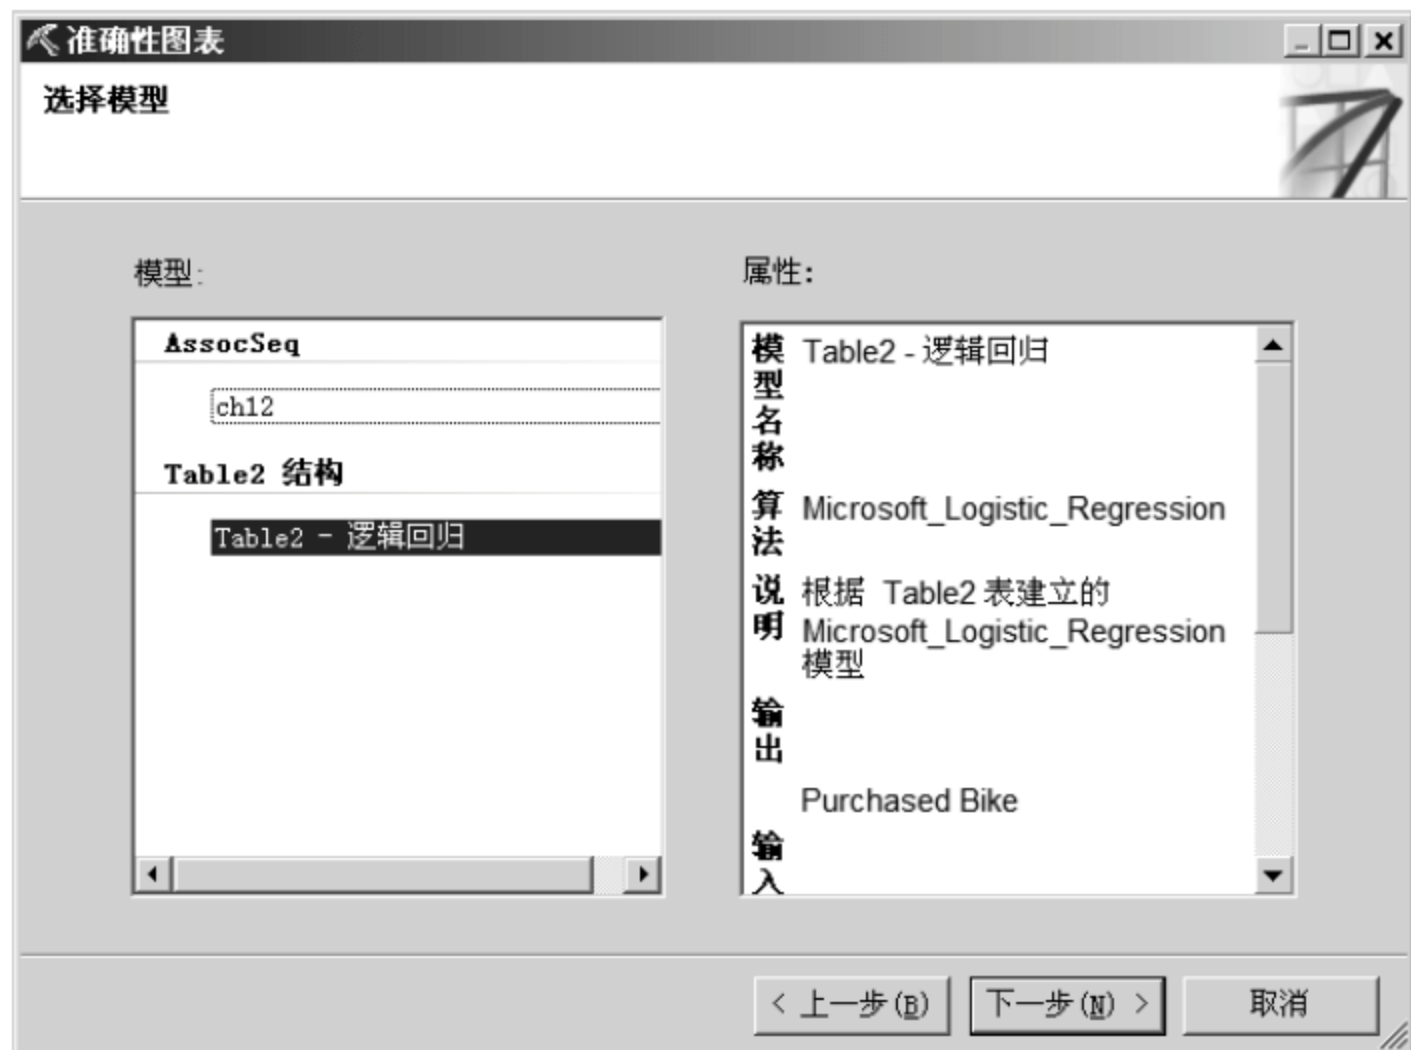 准确性图表
选择模型
模型:
AssocSeq
ch12
Table2 结构
Table2 - 逻辑回归
属性:
模型名称 Table2 - 逻辑回归
算法 Microsoft_Logistic_Regression
说明 根据 Table2 表建立的
Microsoft_Logistic_Regression
模型
输出
Purchased Bike
输入
< 上一步(B)
下一步(N) >
取消